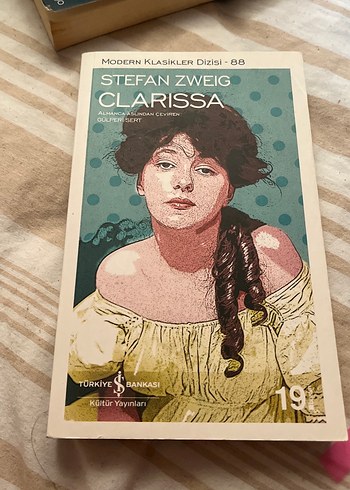 MODERN KLASİKLER DİZİSİ - 88
STEFAN ZWEIG
CLARISSA
ALMANCA ASLINDAN ÇEVİREN:
GÜLPERİ SERT
TÜRKİYE İŞ BANKASI
Kültür Yayınları
19.